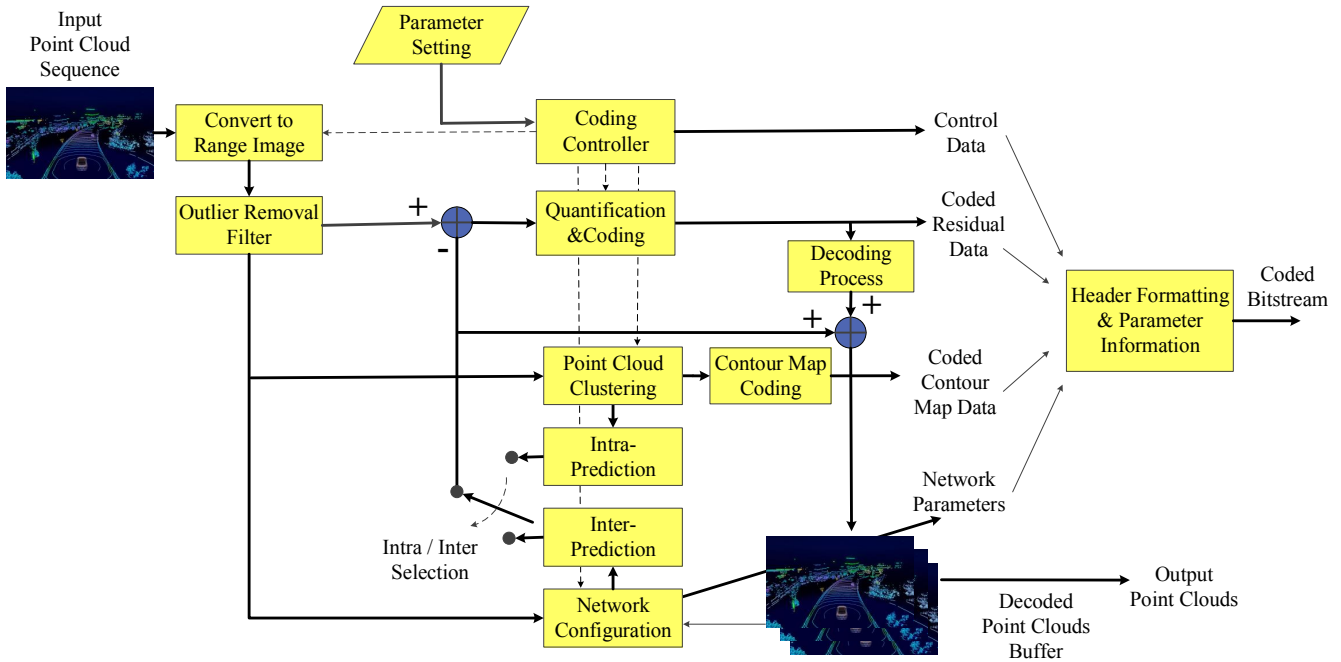 Input
Point Cloud
Sequence
Parameter
Setting
Convert to
Range Image
Coding
Controller
Control
Data
Outlier Removal
Filter
+
-
Quantification
&Coding
Coded
Residual
Data
Decoding
Process
+
+
Header Formatting
& Parameter
Information
Coded
Bitstream
Point Cloud
Clustering
Contour Map
Coding
Coded
Contour
Map Data
Intra-
Prediction
Network
Parameters
Inter-
Prediction
Intra / Inter
Selection
Network
Configuration
Decoded
Point Clouds
Buffer
Output
Point Clouds